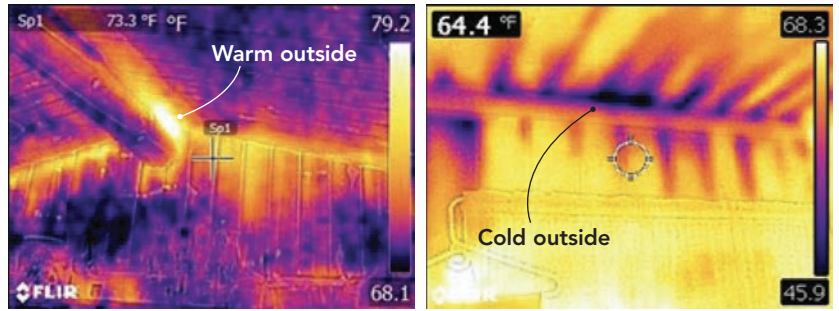 Sp1 73.3 °F °F 79.2
Warm outside
Sp1
FLIR 68.1
64.4 °F 68.3
Cold outside
FLIR 45.9